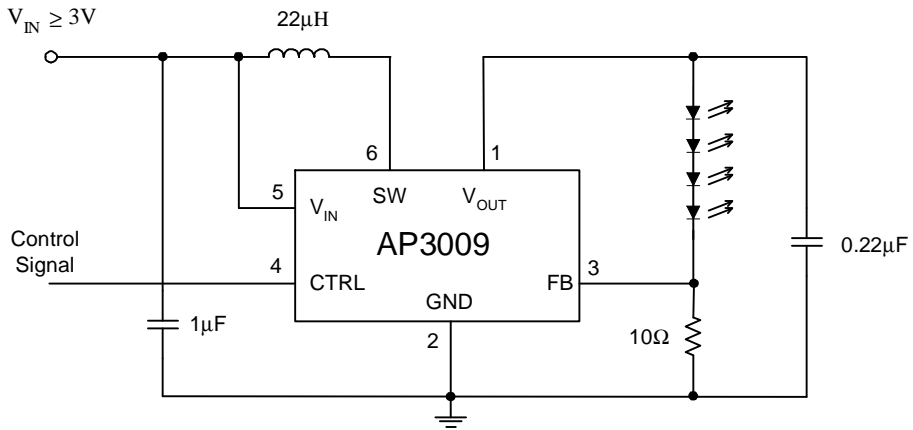 V_IN ≥ 3V
22μH
6
1
5
V_IN
SW
V_OUT
AP3009
Control
Signal
4
CTRL
FB
3
GND
0.22μF
1μF
2
10Ω